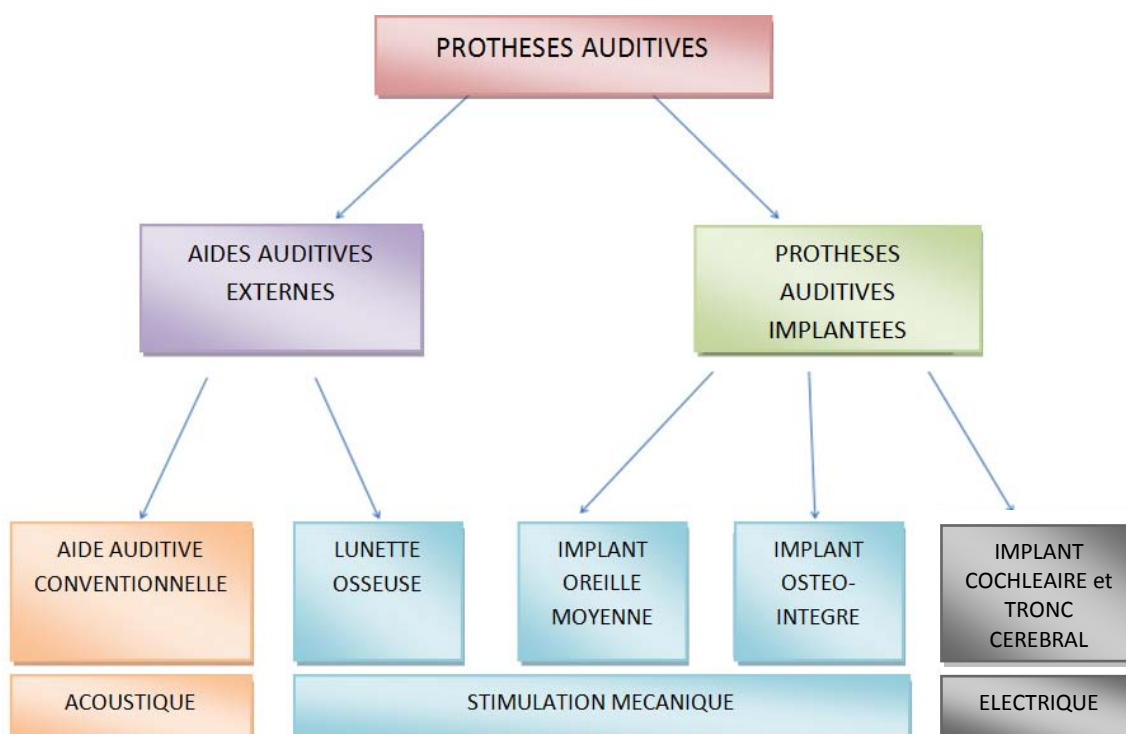 PROTHESES AUDITIVES
AIDES AUDITIVES
EXTERNES
PROTHESES
AUDITIVES
IMPLANTEES
AIDE AUDITIVE
CONVENTIONNELLE
LUNETTE
OSSEUSE
IMPLANT
OREILLE
MOYENNE
IMPLANT
OSTEO-
INTEGRE
IMPLANT
COCHLEAIRE et
TRONC
CEREBRAL
ACOUSTIQUE
STIMULATION MECANIQUE
ELECTRIQUE